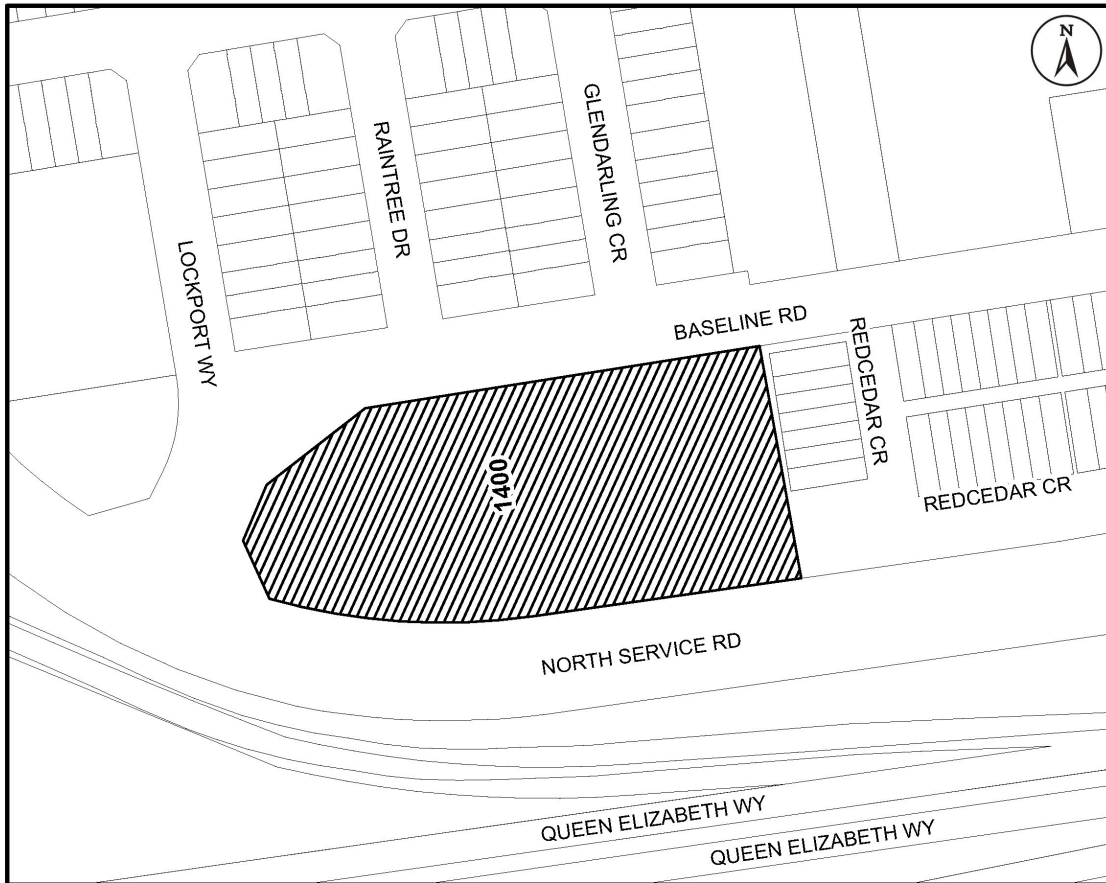 N
GLENDARLING CR
RAINTREE DR
LOCKPORT WY
BASELINE RD
REDCEDAR CR
1400
REDCEDAR CR
NORTH SERVICE RD
QUEEN ELIZABETH WY
QUEEN ELIZABETH WY